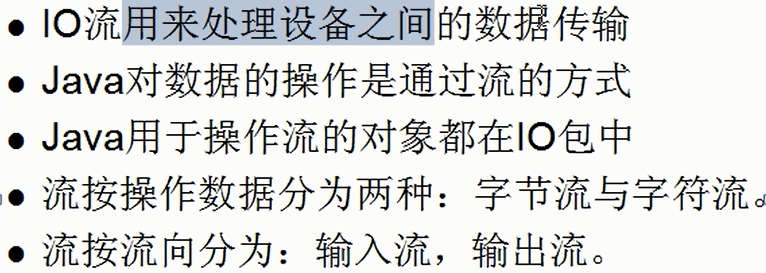 ● IO流用来处理设备之间的数据传输
● Java对数据的操作是通过流的方式
● Java用于操作流的对象都在IO包中
● 流按操作数据分为两种：字节流与字符流。
● 流按流向分为：输入流，输出流。